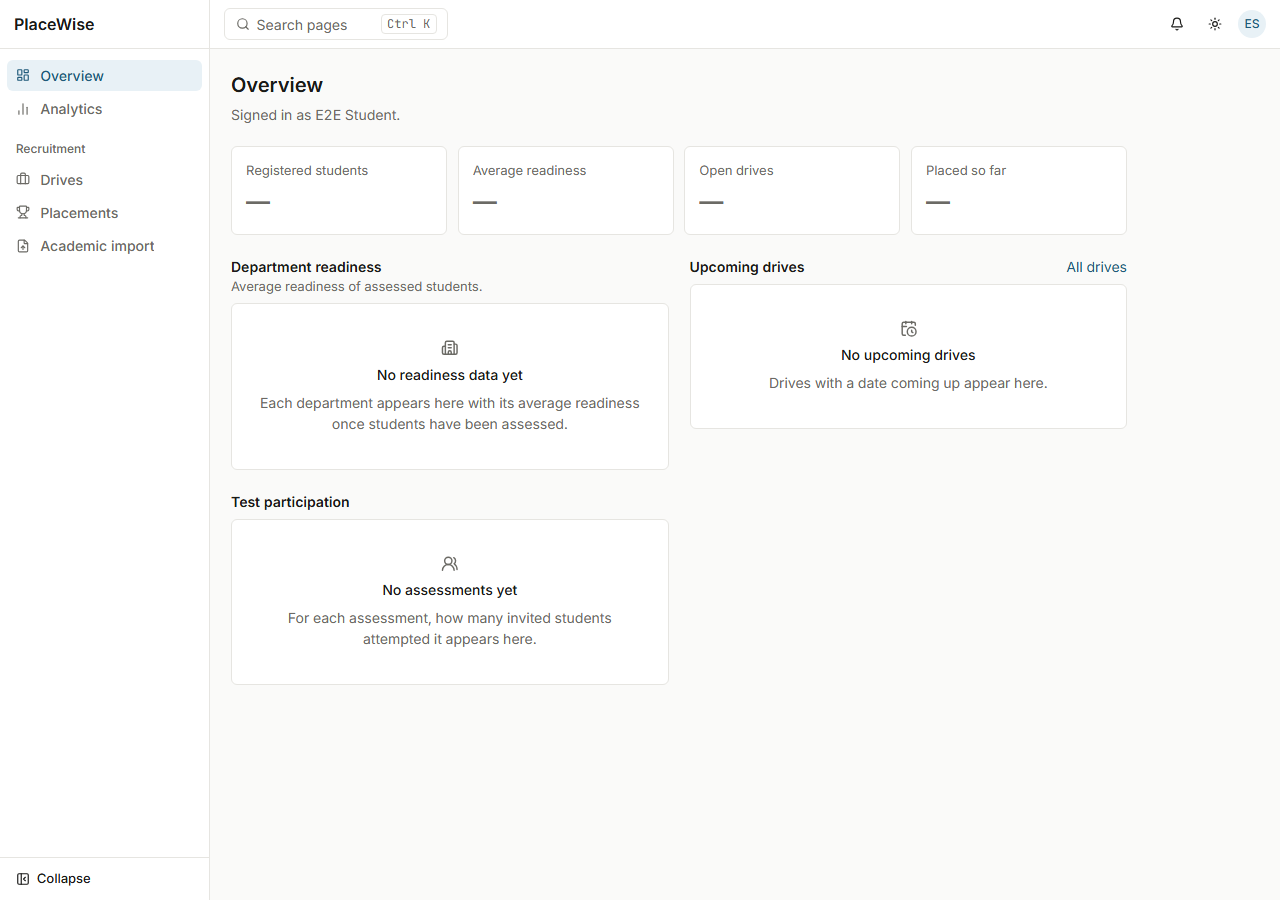 PlaceWise
Search pages
Ctrl K
ES
Overview
Analytics
Recruitment
Drives
Placements
Academic import
Collapse
Overview
Signed in as E2E Student.
Registered students
—
Average readiness
—
Open drives
—
Placed so far
—
Department readiness
Average readiness of assessed students.
No readiness data yet
Each department appears here with its average readiness
once students have been assessed.
Upcoming drives
All drives
No upcoming drives
Drives with a date coming up appear here.
Test participation
No assessments yet
For each assessment, how many invited students
attempted it appears here.